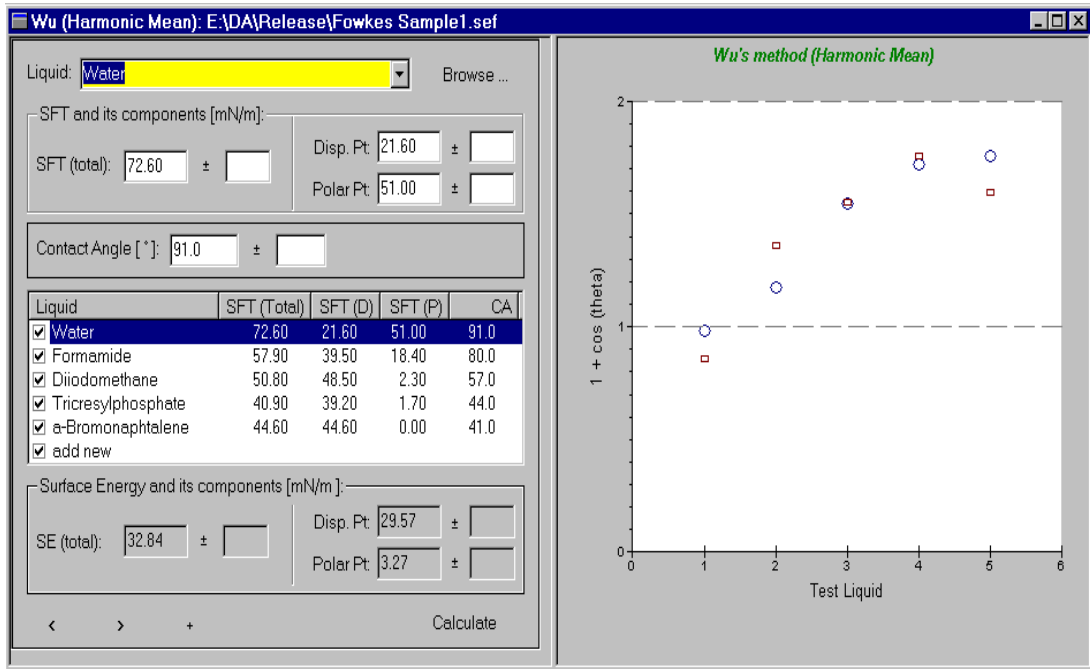 Wu (Harmonic Mean): E:\DA\Release\Fowkes Sample1.sef
Liquid: Water Browse ...
SFT and its components [mN/m]:
SFT (total): 72.60 ±
Disp. Pt: 21.60 ±
Polar Pt: 51.00 ±
Contact Angle [ ° ]: 91.0 ±
Liquid SFT (Total) SFT (D) SFT (P) CA
Water 72.60 21.60 51.00 91.0
Formamide 57.90 39.50 18.40 80.0
Diiodomethane 50.80 48.50 2.30 57.0
Tricresylphosphate 40.90 39.20 1.70 44.0
a-Bromonaphtalene 44.60 44.60 0.00 41.0
add new
Surface Energy and its components [mN/m ]:
SE (total): 32.84 ±
Disp. Pt: 29.57 ±
Polar Pt: 3.27 ±
< > + Calculate
Wu's method (Harmonic Mean)
2
1
0
1 + cos (theta)
0 1 2 3 4 5 6
Test Liquid